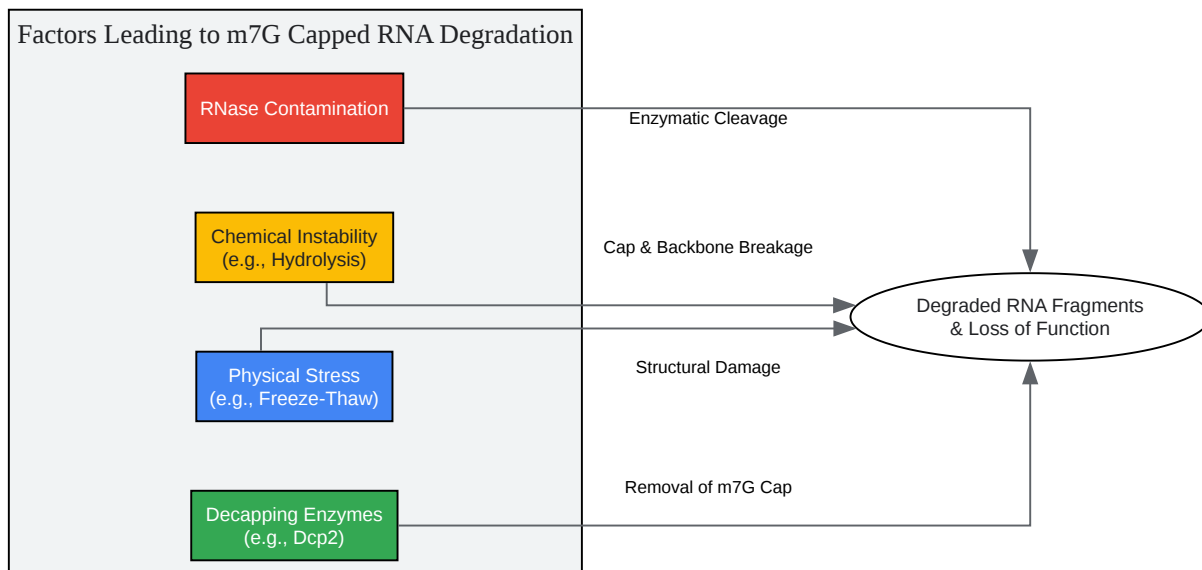 Factors Leading to m7G Capped RNA Degradation
RNase Contamination
Enzymatic Cleavage
Chemical Instability
(e.g., Hydrolysis)
Cap & Backbone Breakage
Degraded RNA Fragments
& Loss of Function
Physical Stress
(e.g., Freeze-Thaw)
Structural Damage
Removal of m7G Cap
Decapping Enzymes
(e.g., Dcp2)